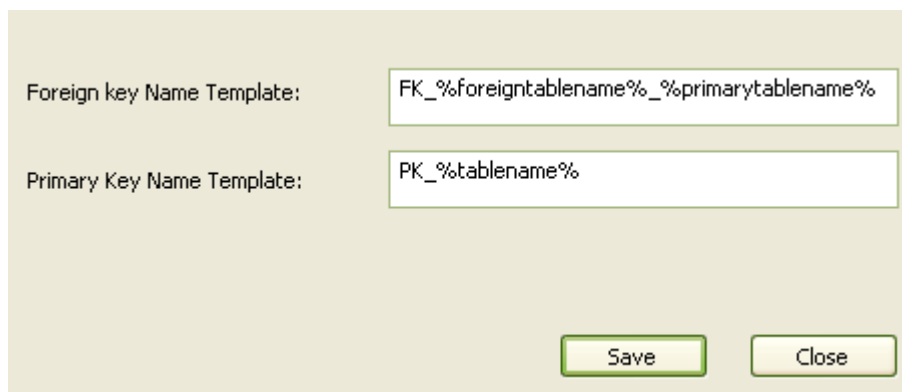 Foreign key Name Template:
FK_%foreigntablename%_%primarytablename%
Primary Key Name Template:
PK_%tablename%
Save
Close